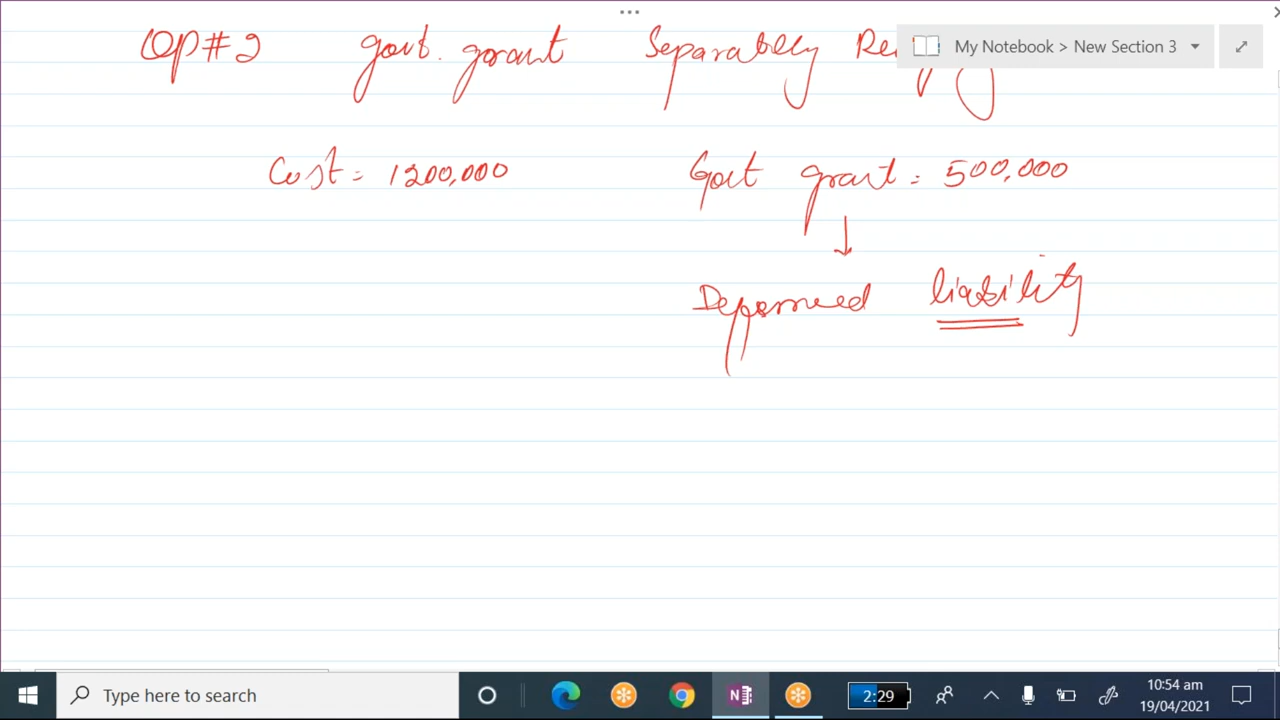 OP#2 govt. grant Separately
My Notebook > New Section 3
Cost = 1200,000 Govt grant = 500,000
Deferred liability
Type here to search
2:29
10:54 am
19/04/2021